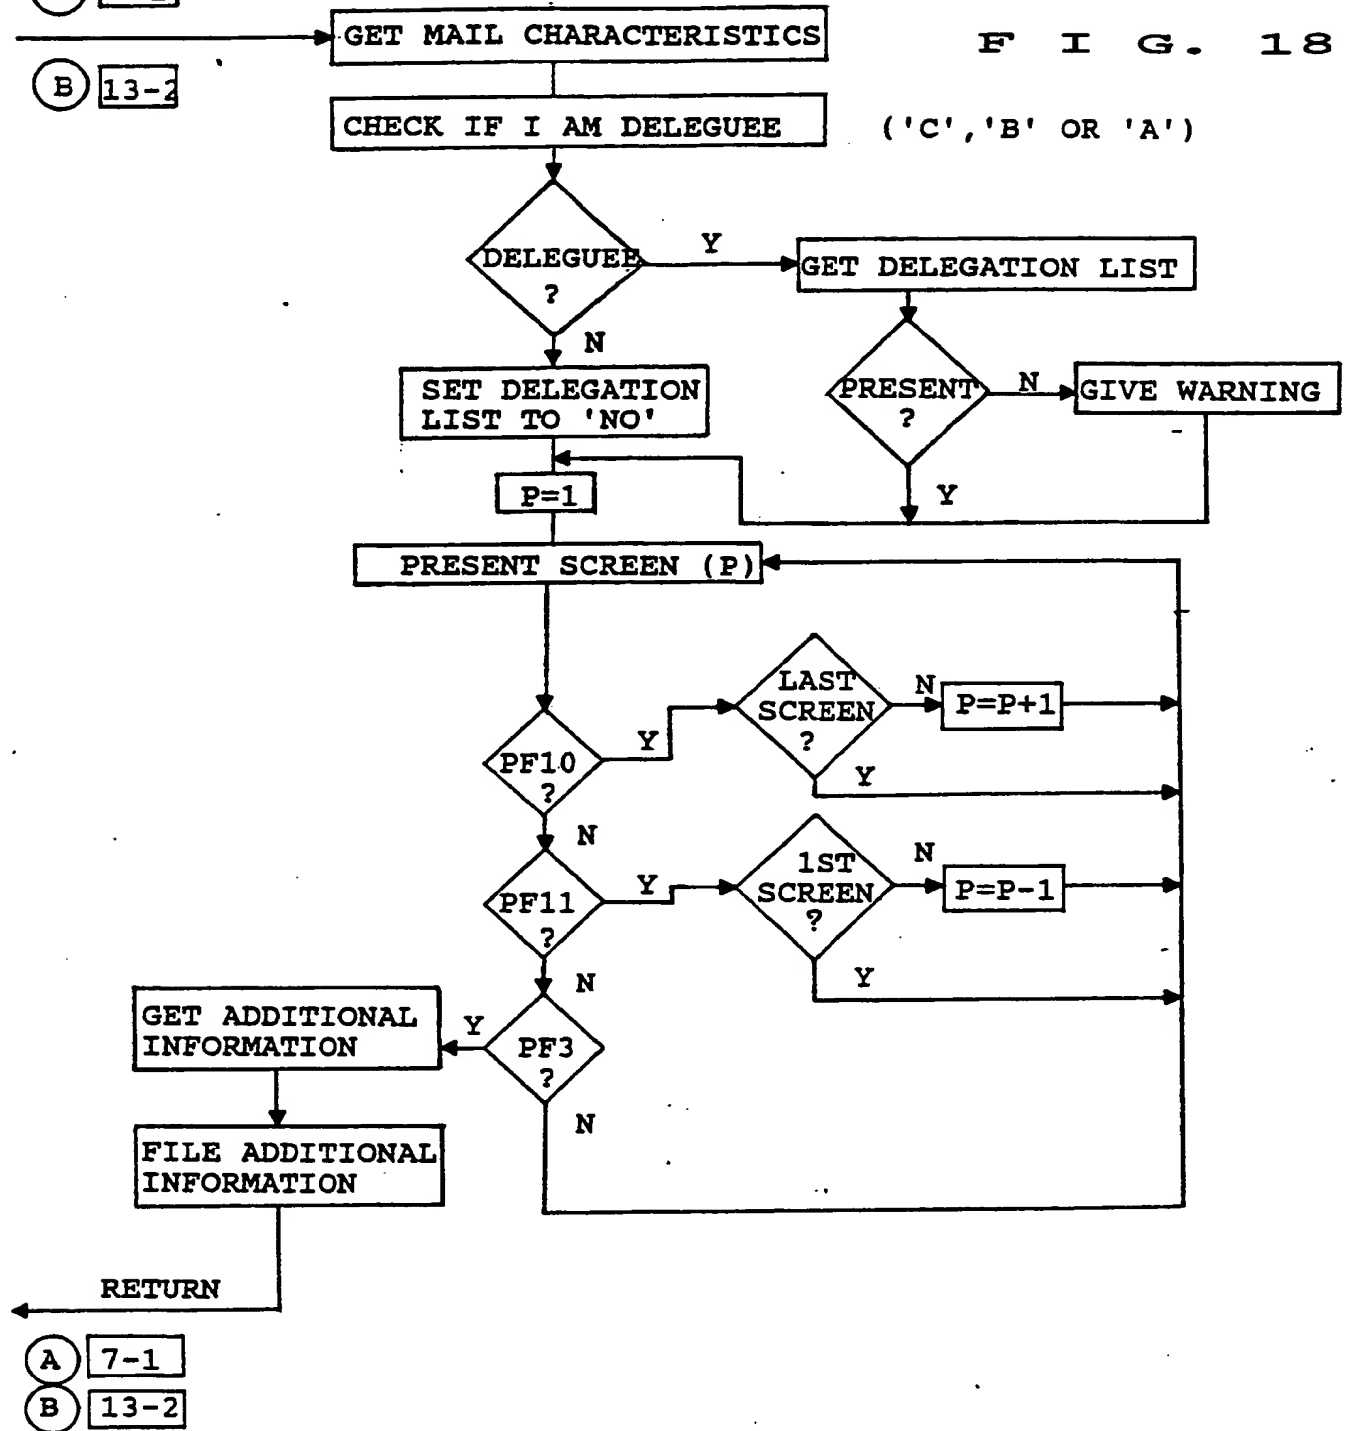 GET MAIL CHARACTERISTICS
F I G. 18
B 13-2
CHECK IF I AM DELEGUEE
('C','B' OR 'A')
DELEGUEE
?
Y
GET DELEGATION LIST
N
SET DELEGATION
LIST TO 'NO'
PRESENT
?
N
GIVE WARNING
Y
P=1
PRESENT SCREEN (P)
PF10
?
Y
LAST
SCREEN
?
N
P=P+1
Y
N
PF11
?
Y
1ST
SCREEN
?
N
P=P-1
Y
N
PF3
?
Y
GET ADDITIONAL
INFORMATION
N
FILE ADDITIONAL
INFORMATION
RETURN
A 7-1
B 13-2